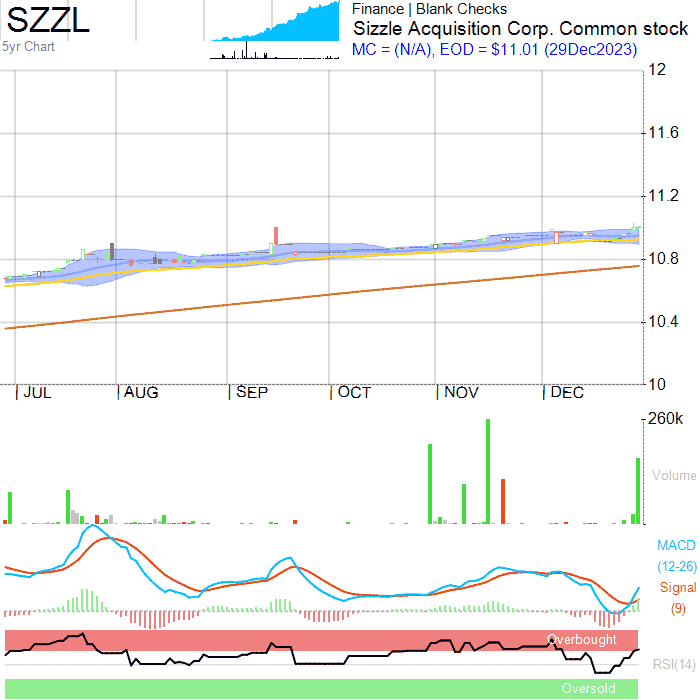 SZZL
5yr Chart
Finance | Blank Checks
Sizzle Acquisition Corp. Common stock
MC = (N/A), EOD = $11.01 (29Dec2023)
12
11.6
11.2
10.8
10.4
10
JUL AUG SEP OCT NOV DEC
260k
Volume
MACD
(12-26)
Signal
(9)
Overbought
RSI(14)
Oversold